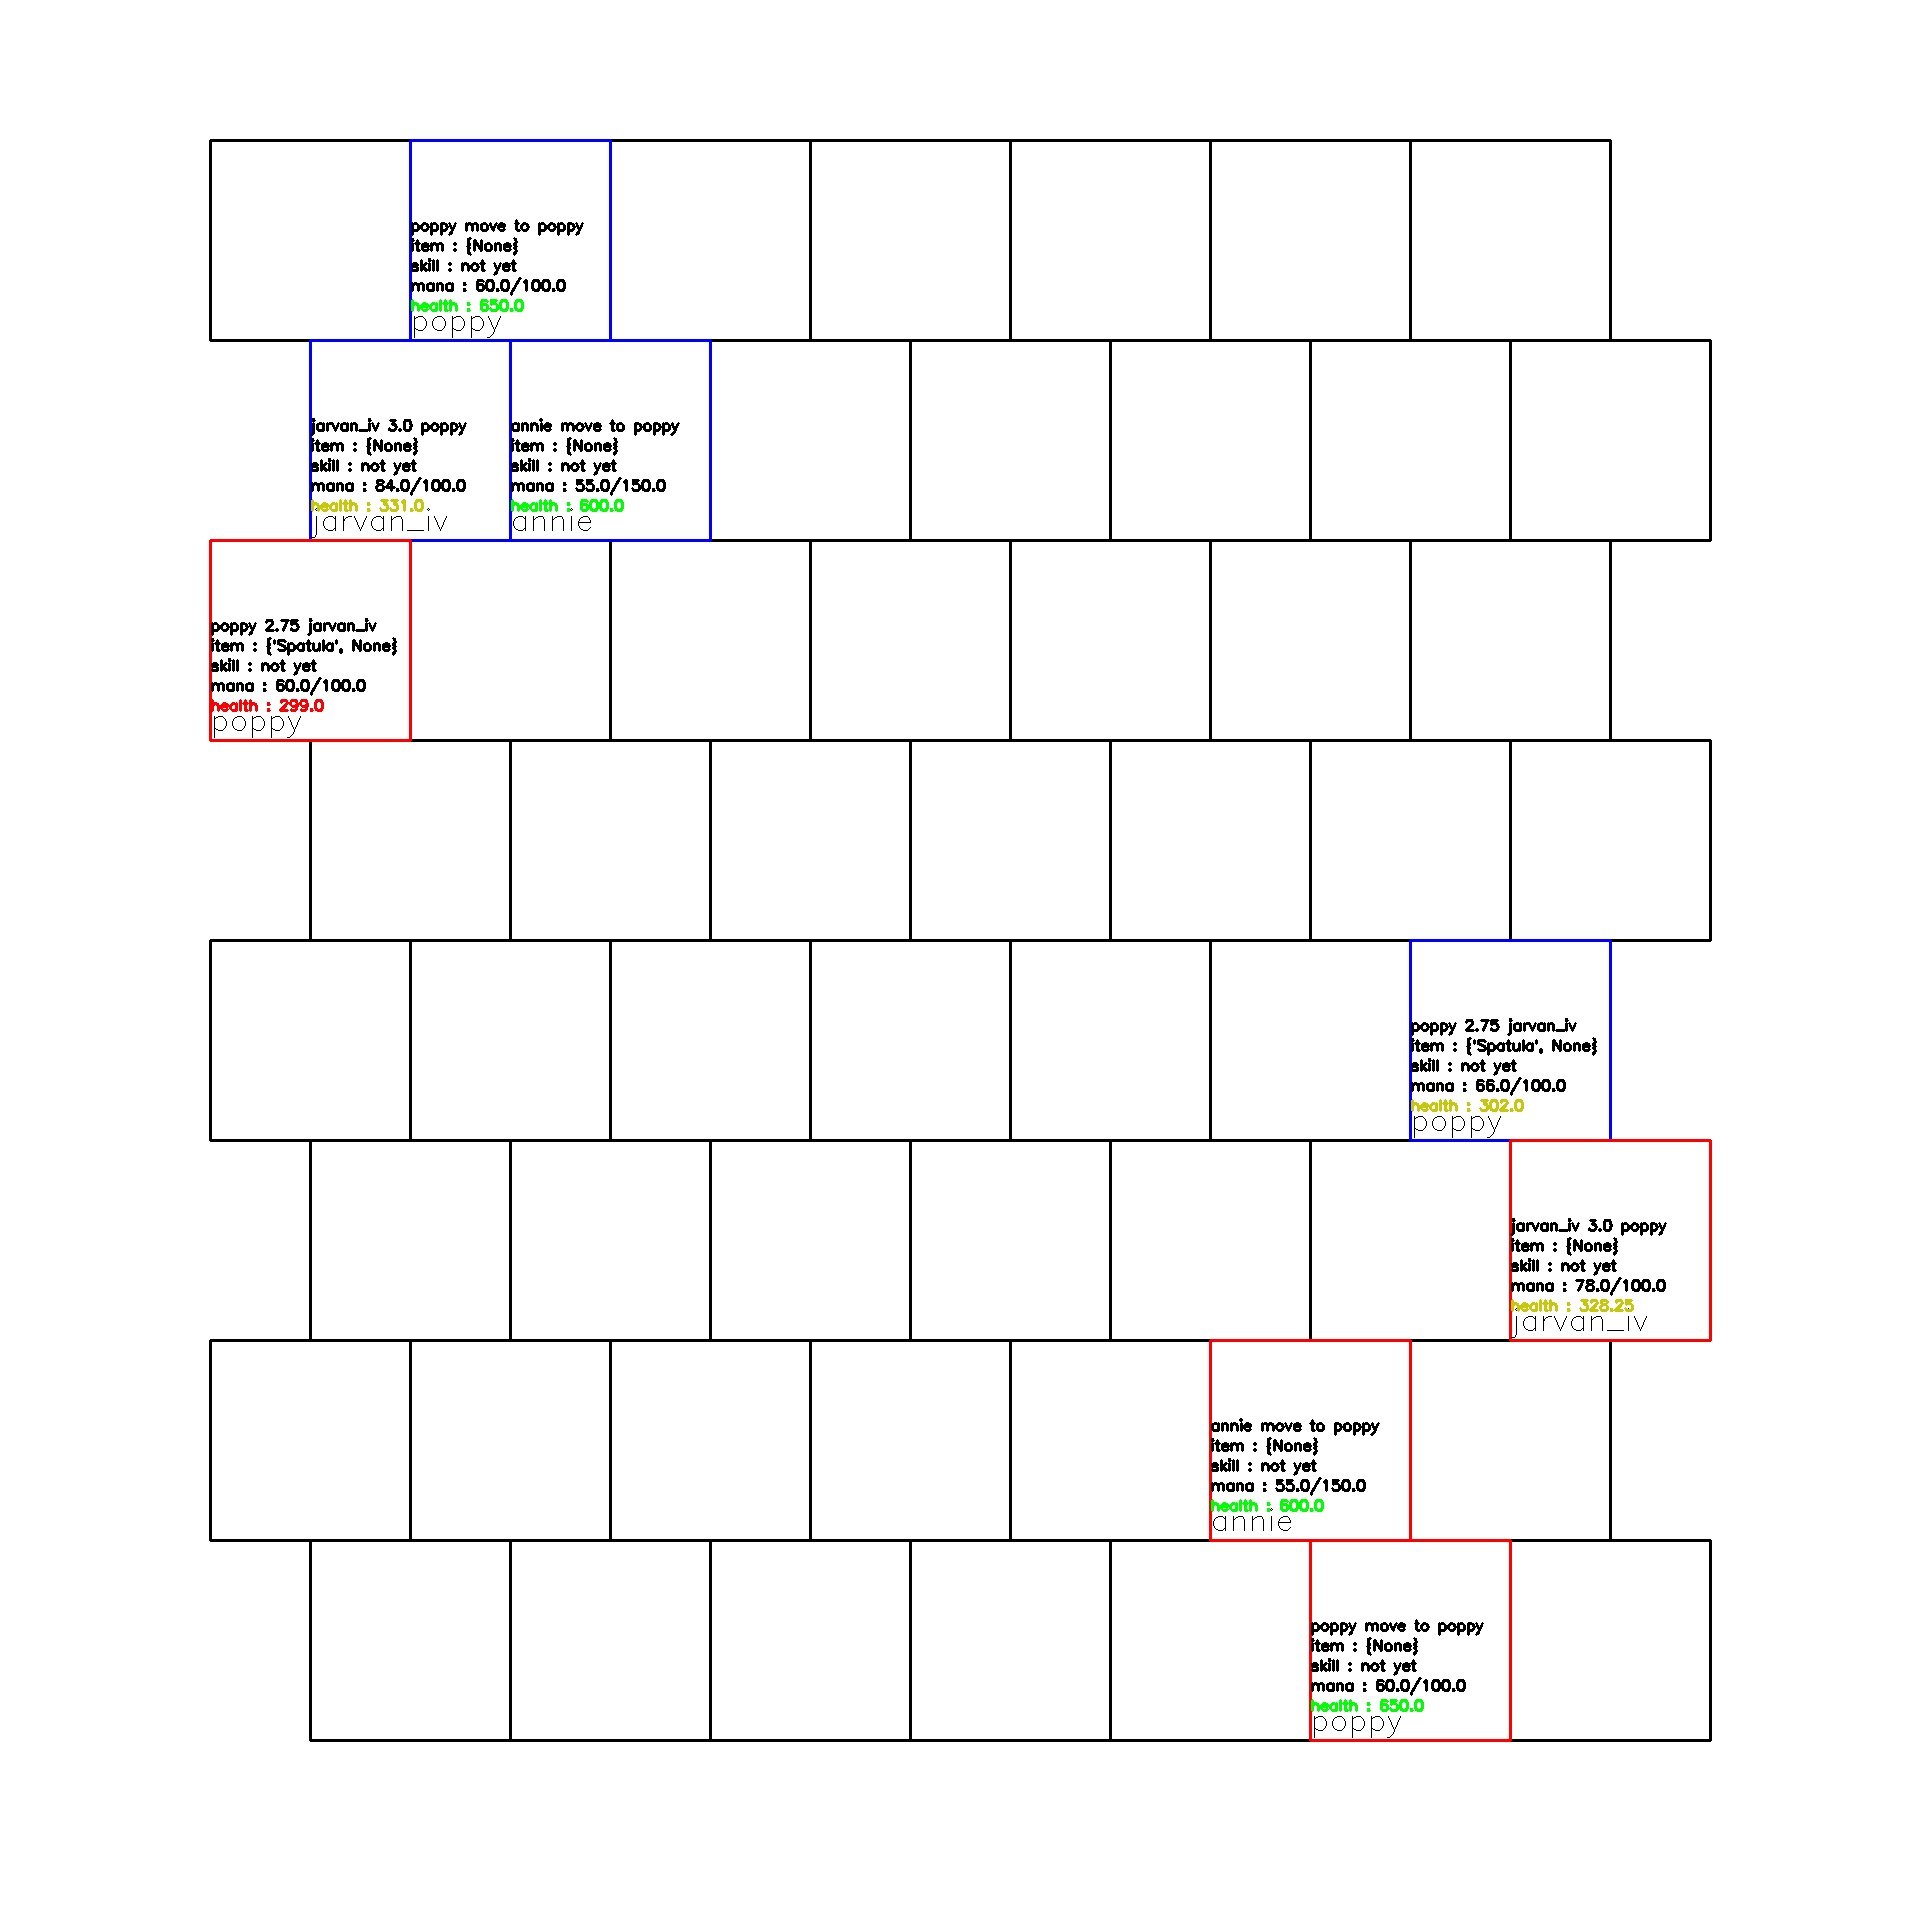 poppy move to poppy
item : {None}
skill : not yet
mana : 60.0/100.0
health : 650.0
poppy
jarvan_iv 3.0 poppy
item : {None}
skill : not yet
mana : 84.0/100.0
health : 331.0
jarvan_iv
annie move to poppy
item : {None}
skill : not yet
mana : 55.0/150.0
health : 600.0
annie
poppy 2.75 jarvan_iv
item : {'Spatula', None}
skill : not yet
mana : 60.0/100.0
health : 299.0
poppy
poppy 2.75 jarvan_iv
item : {'Spatula', None}
skill : not yet
mana : 66.0/100.0
health : 302.0
poppy
jarvan_iv 3.0 poppy
item : {None}
skill : not yet
mana : 78.0/100.0
health : 328.25
jarvan_iv
annie move to poppy
item : {None}
skill : not yet
mana : 55.0/150.0
health : 600.0
annie
poppy move to poppy
item : {None}
skill : not yet
mana : 60.0/100.0
health : 650.0
poppy